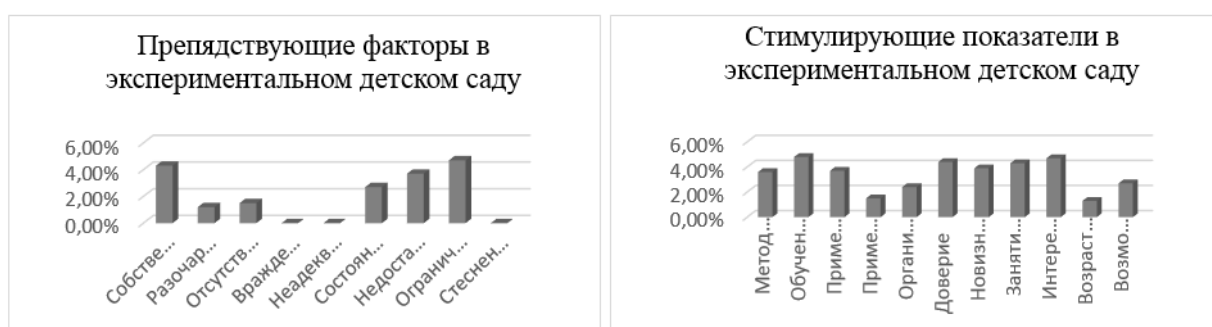 Препядствующие факторы в
экспериментальном детском саду
6,00%
4,00%
2,00%
0,00%
Собстве...
Разочар...
Отсутств...
Вражде...
Неадекв...
Состоян...
Недоста...
Огранич...
Стеснен...
Стимулирующие показатели в
экспериментальном детском саду
6,00%
4,00%
2,00%
0,00%
Метод...
Обучен...
Приме...
Приме...
Органи...
Доверие
Новизн...
Заняти...
Интере...
Возраст...
Возмо...